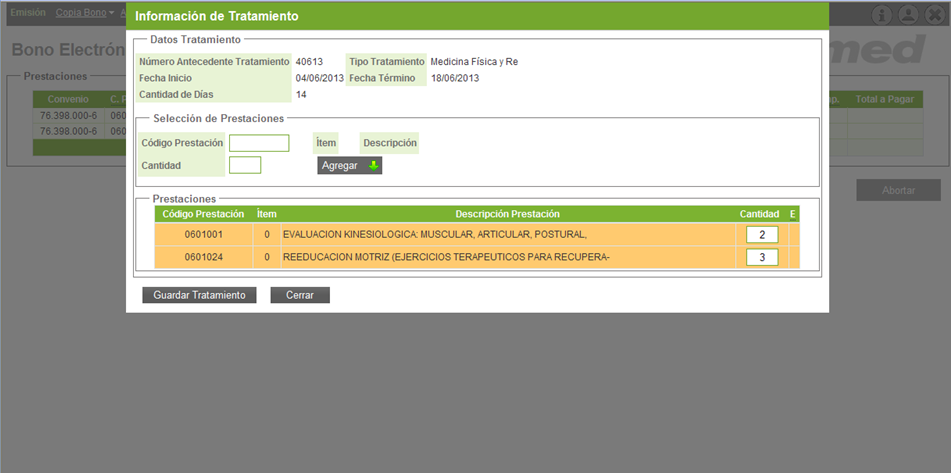 Emisión Copia Bono
Información de Tratamiento
Bono Electrón
med
Datos Tratamiento
Número Antecedente Tratamiento 40613 Tipo Tratamiento Medicina Física y Re
Fecha Inicio 04/06/2013 Fecha Término 18/06/2013
Cantidad de Días 14
Prestaciones
Convenio C. P
Total a Pagar
76.398.000-6 060
76.398.000-6 060
Selección de Prestaciones
Código Prestación Ítem Descripción
Cantidad Agregar
Abortar
Prestaciones
Código Prestación Ítem Descripción Prestación Cantidad E
0601001 0 EVALUACION KINESIOLOGICA: MUSCULAR, ARTICULAR, POSTURAL, 2
0601024 0 REEDUCACION MOTRIZ (EJERCICIOS TERAPEUTICOS PARA RECUPERA- 3
Guardar Tratamiento Cerrar